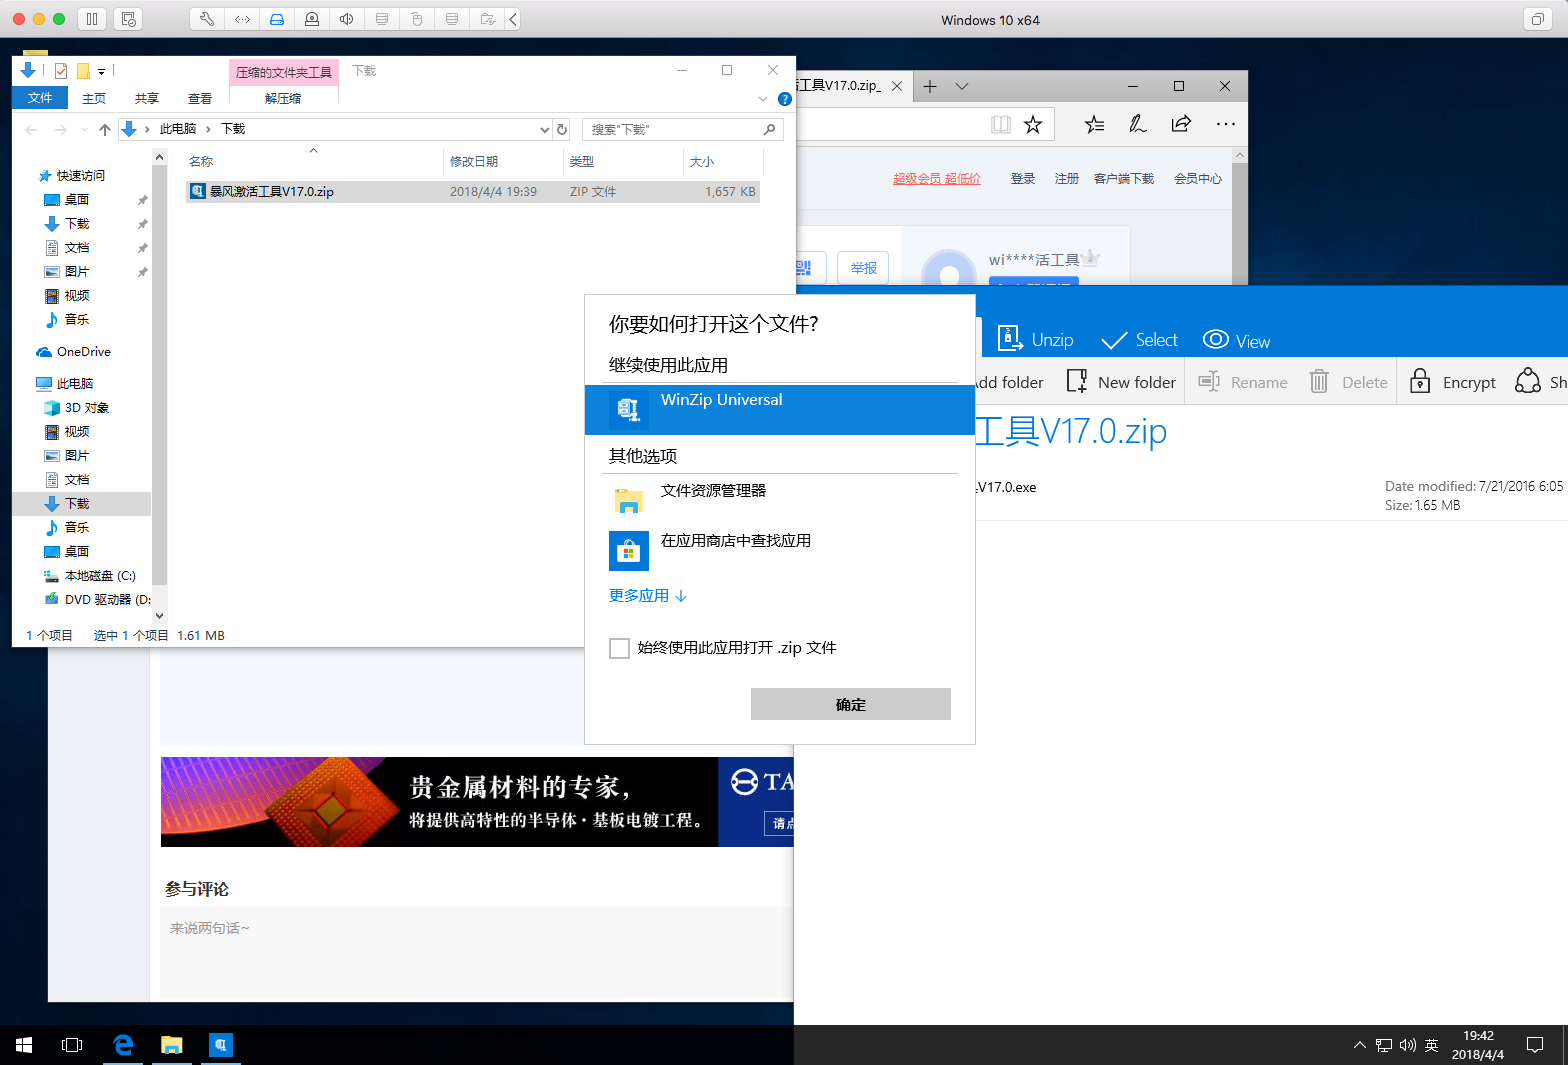 Windows 10 x64
压缩的文件夹工具
下载
文件
主页
共享
查看
解压缩
此电脑
下载
搜索"下载"
名称
修改日期
类型
大小
暴风激活工具V17.0.zip
2018/4/4 19:39
ZIP 文件
1,657 KB
快速访问
桌面
下载
文档
图片
视频
音乐
OneDrive
此电脑
3D 对象
视频
图片
文档
下载
音乐
桌面
本地磁盘 (C:)
DVD 驱动器 (D:
1 个项目
选中 1 个项目
1.61 MB
工具V17.0.zip_
超级会员 超低价
登录
注册
客户端下载
会员中心
举报
wi****活工具
你要如何打开这个文件?
继续使用此应用
WinZip Universal
其他选项
文件资源管理器
在应用商店中查找应用
更多应用
始终使用此应用打开 .zip 文件
确定
Unzip
Select
View
dd folder
New folder
Rename
Delete
Encrypt
Sh
工具V17.0.zip
V17.0.exe
Date modified: 7/21/2016 6:05
Size: 1.65 MB
贵金属材料的专家,
将提供高特性的半导体·基板电镀工程。
TA
请点
参与评论
来说两句话~
英
19:42
2018/4/4